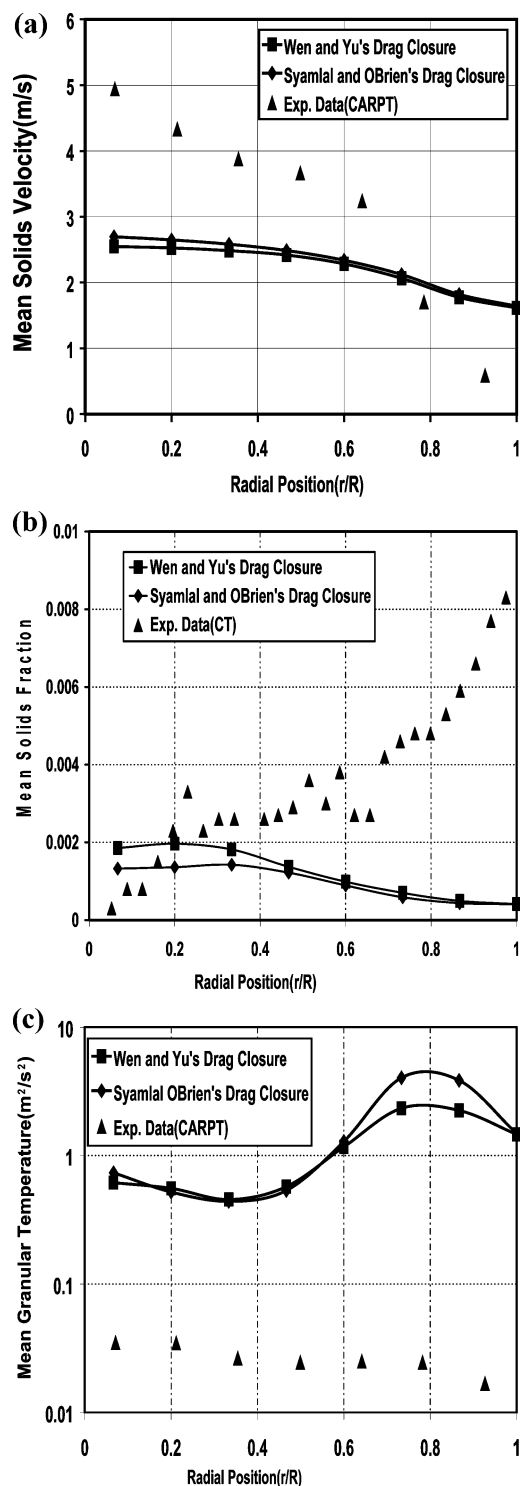 (a)
6
5
4
3
2
1
0
Mean Solids Velocity(m/s)
Wen and Yu's Drag Closure
Syamlal and OBrien's Drag Closure
Exp. Data(CARPT)
0 0.2 0.4 0.6 0.8 1
Radial Position(r/R)
(b)
0.01
0.008
0.006
0.004
0.002
0
Mean Solids Fraction
Wen and Yu's Drag Closure
Syamlal and OBrien's Drag Closure
Exp. Data(CT)
0 0.2 0.4 0.6 0.8 1
Radial Position(r/R)
(c)
10
1
0.1
0.01
Mean Granular Temperature(m²/s²)
Wen and Yu's Drag Closure
Syamlal OBrien's Drag Closure
Exp. Data(CARPT)
0 0.2 0.4 0.6 0.8 1
Radial Position(r/R)